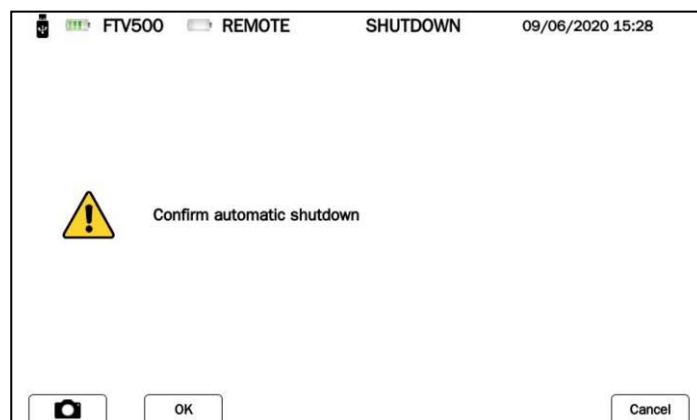 FTV500 REMOTE SHUTDOWN 09/06/2020 15:28
Confirm automatic shutdown
OK Cancel